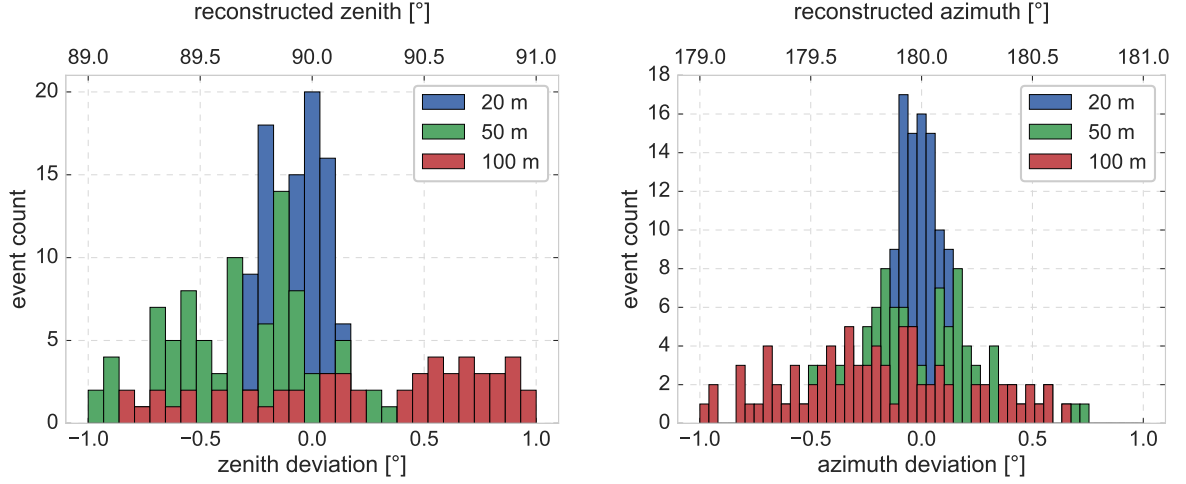 reconstructed zenith [°]
89.0 89.5 90.0 90.5 91.0
20
15
10
5
0
event count
20 m
50 m
100 m
−1.0 −0.5 0.0 0.5 1.0
zenith deviation [°]
reconstructed azimuth [°]
179.0 179.5 180.0 180.5 181.0
18
16
14
12
10
8
6
4
2
0
event count
20 m
50 m
100 m
−1.0 −0.5 0.0 0.5 1.0
azimuth deviation [°]